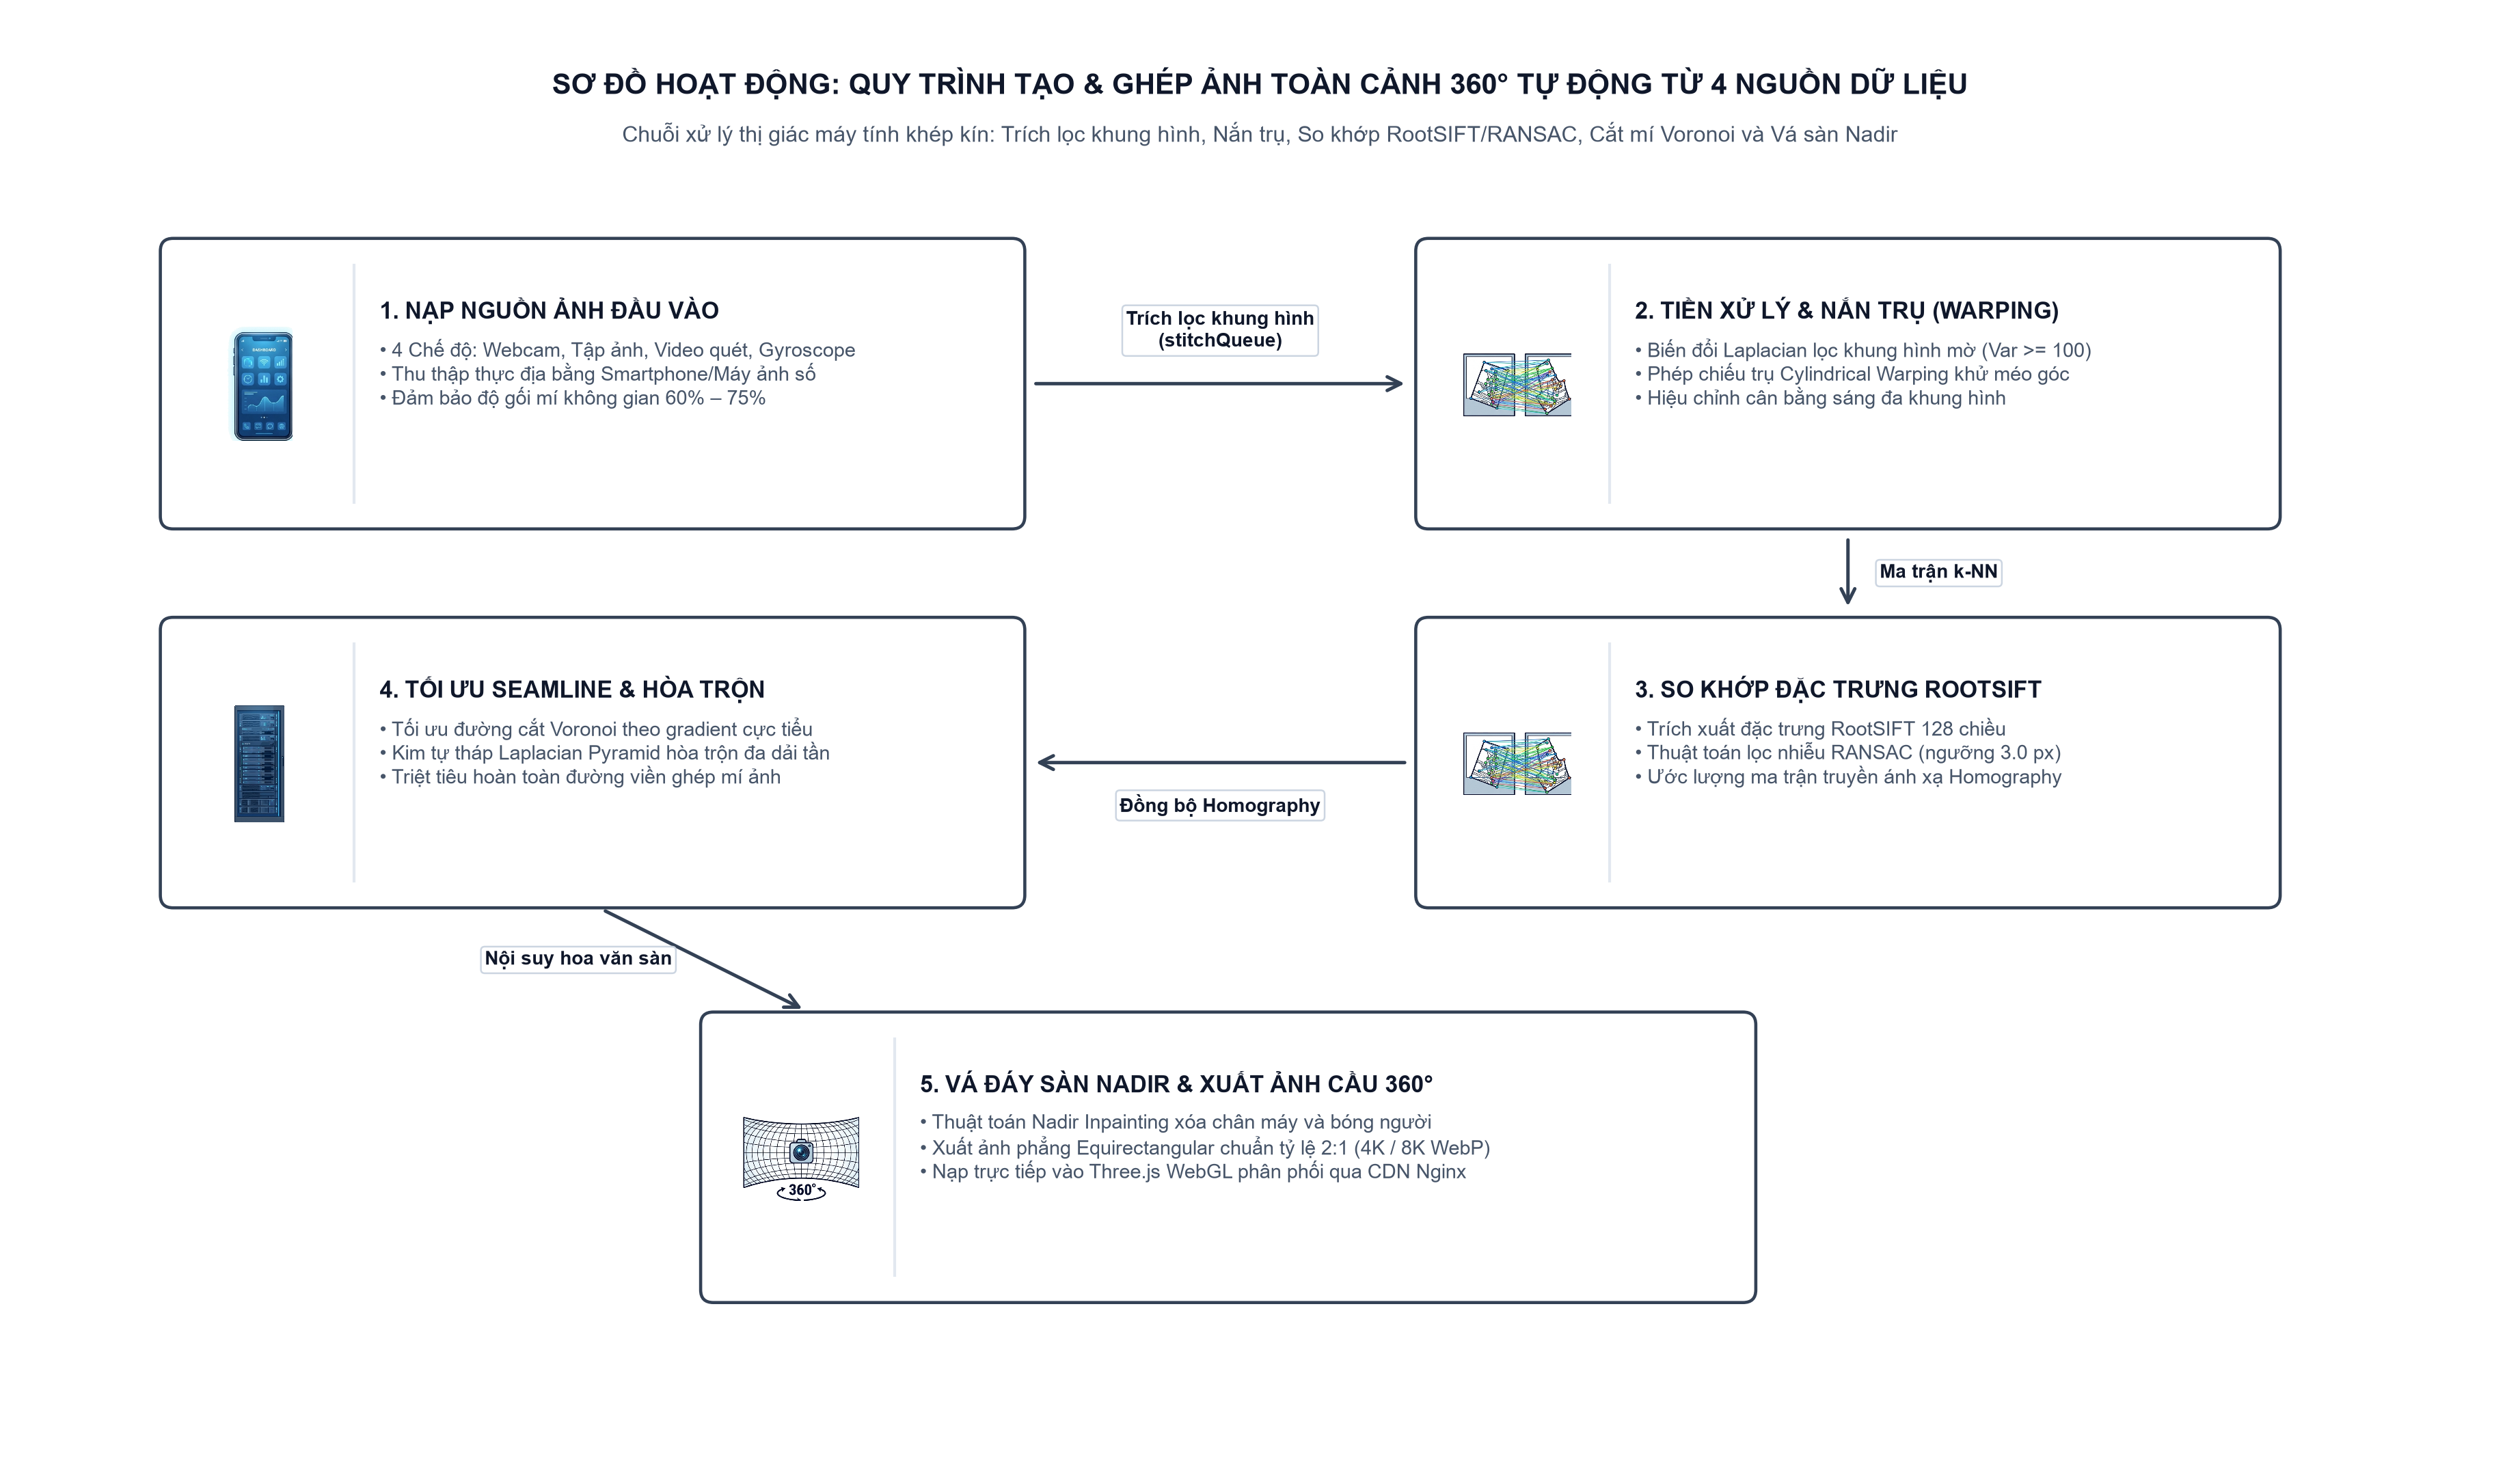 SƠ ĐỒ HOẠT ĐỘNG: QUY TRÌNH TẠO & GHÉP ẢNH TOÀN CẢNH 360° TỰ ĐỘNG TỪ 4 NGUỒN DỮ LIỆU
Chuỗi xử lý thị giác máy tính khép kín: Trích lọc khung hình, Nắn trụ, So khớp RootSIFT/RANSAC, Cắt mí Voronoi và Vá sàn Nadir
1. NẠP NGUỒN ẢNH ĐẦU VÀO
• 4 Chế độ: Webcam, Tập ảnh, Video quét, Gyroscope
• Thu thập thực địa bằng Smartphone/Máy ảnh số
• Đảm bảo độ gối mí không gian 60% – 75%
Trích lọc khung hình
(stitchQueue)
2. TIỀN XỬ LÝ & NẮN TRỤ (WARPING)
• Biến đổi Laplacian lọc khung hình mờ (Var >= 100)
• Phép chiếu trụ Cylindrical Warping khử méo góc
• Hiệu chỉnh cân bằng sáng đa khung hình
Ma trận k-NN
3. SO KHỚP ĐẶC TRƯNG ROOTSIFT
• Trích xuất đặc trưng RootSIFT 128 chiều
• Thuật toán lọc nhiễu RANSAC (ngưỡng 3.0 px)
• Ước lượng ma trận truyền ánh xạ Homography
Đồng bộ Homography
4. TỐI ƯU SEAMLINE & HÒA TRỘN
• Tối ưu đường cắt Voronoi theo gradient cực tiểu
• Kim tự tháp Laplacian Pyramid hòa trộn đa dải tần
• Triệt tiêu hoàn toàn đường viền ghép mí ảnh
Nội suy hoa văn sàn
5. VÁ ĐÁY SÀN NADIR & XUẤT ẢNH CẦU 360°
• Thuật toán Nadir Inpainting xóa chân máy và bóng người
• Xuất ảnh phẳng Equirectangular chuẩn tỷ lệ 2:1 (4K / 8K WebP)
• Nạp trực tiếp vào Three.js WebGL phân phối qua CDN Nginx
360°